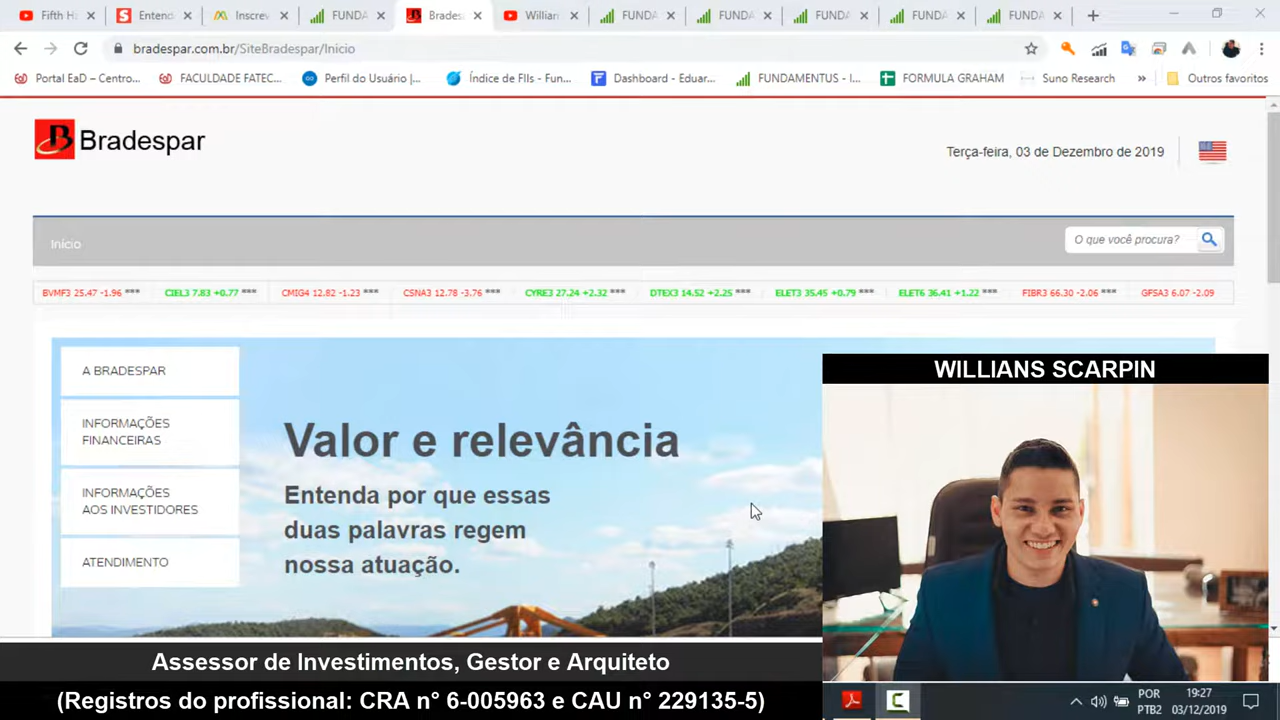 Fifth Ha
Entend
Inscrev
FUNDA
Brades
William
FUNDA
FUNDA
FUNDA
FUNDA
FUNDA
bradespar.com.br/SiteBradespar/Inicio
Portal EaD – Centro...
FACULDADE FATEC...
Perfil do Usuário |...
Índice de FIIs - Fun...
Dashboard - Eduar...
FUNDAMENTUS - I...
FORMULA GRAHAM
Suno Research
»
Outros favoritos
Bradespar
Terça-feira, 03 de Dezembro de 2019
Início
O que você procura?
BVMF3 25.47 -1.96 *** CIEL3 7.83 +0.77 *** CMIG4 12.82 -1.23 *** CSNA3 12.78 -3.76 *** CYRE3 27.24 +2.32 *** DTEX3 14.52 +2.25 *** ELET3 35.45 +0.79 *** ELET6 36.41 +1.22 *** FIBR3 66.30 -2.06 *** GFSA3 6.07 -2.09
A BRADESPAR
INFORMAÇÕES
FINANCEIRAS
INFORMAÇÕES
AOS INVESTIDORES
ATENDIMENTO
Valor e relevância
Entenda por que essas
duas palavras regem
nossa atuação.
WILLIANS SCARPIN
Assessor de Investimentos, Gestor e Arquiteto
(Registros do profissional: CRA n° 6-005963 e CAU n° 229135-5)
POR
PTB2
19:27
03/12/2019